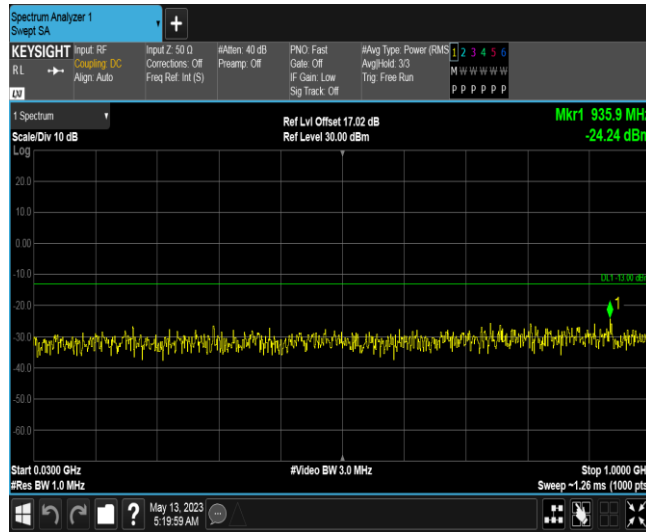 Spectrum Analyzer 1
Swept SA
+
KEYSIGHT Input: RF Input Z: 50 Ω #Atten: 40 dB PNO: Fast #Avg Type: Power (RMS 1 2 3 4 5 6
RL Coupling: DC Corrections: Off Preamp: Off Gate: Off Avg|Hold: 3/3 M W W W W W
Align: Auto Freq Ref: Int (S) IF Gain: Low Trig: Free Run
LXI Sig Track: Off P P P P P P
1 Spectrum Ref Lvl Offset 17.02 dB Mkr1 935.9 MHz
Scale/Div 10 dB Ref Level 30.00 dBm -24.24 dBm
Log
20.0
10.0
0.00
-10.0 DL1 -13.00 dBm
-20.0 1
-30.0
-40.0
-50.0
-60.0
Start 0.0300 GHz #Video BW 3.0 MHz Stop 1.0000 GH
#Res BW 1.0 MHz Sweep ~1.26 ms (1000 pts
? May 13, 2023
5:19:59 AM